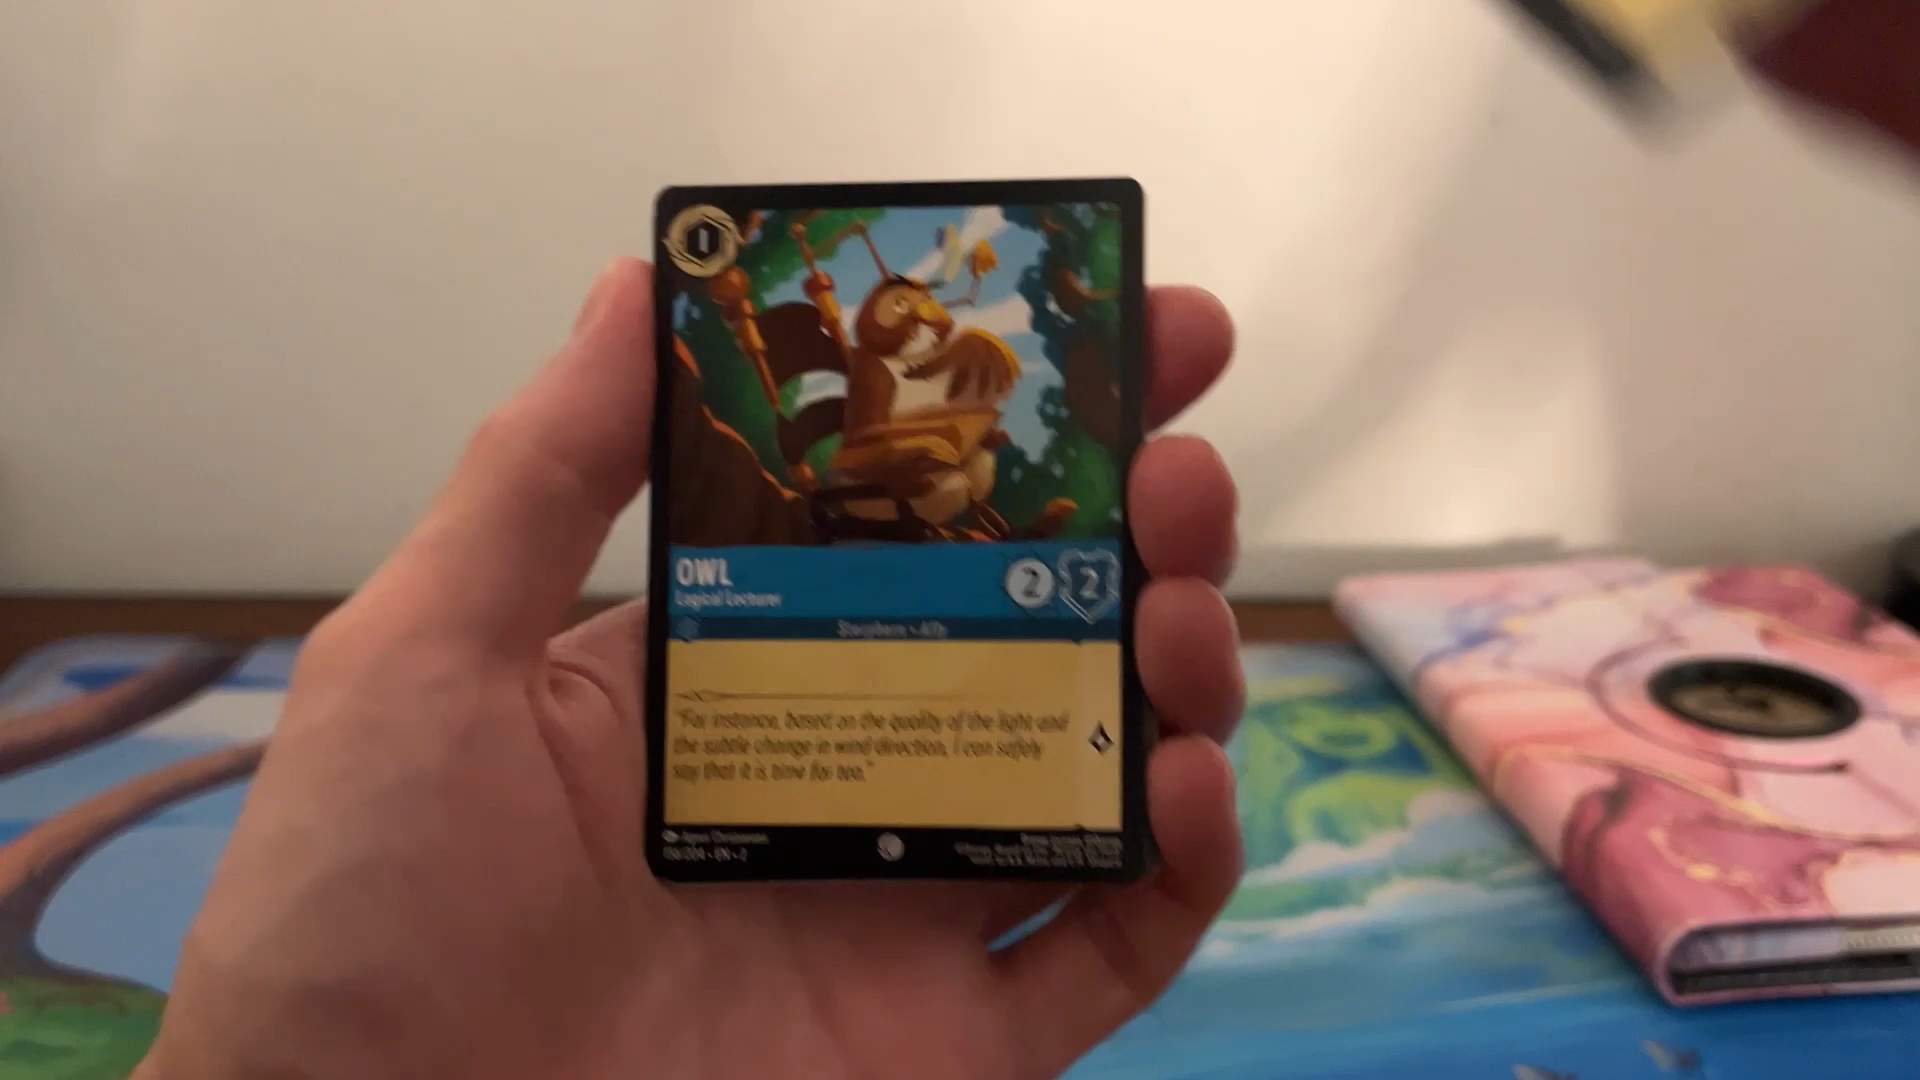 1
OWL
2
2
Logical Lecturer
Storyborn • Ally
"For instance, based on the quality of the light and
the subtle change in wind direction, I can safely
say that it is time for tea."